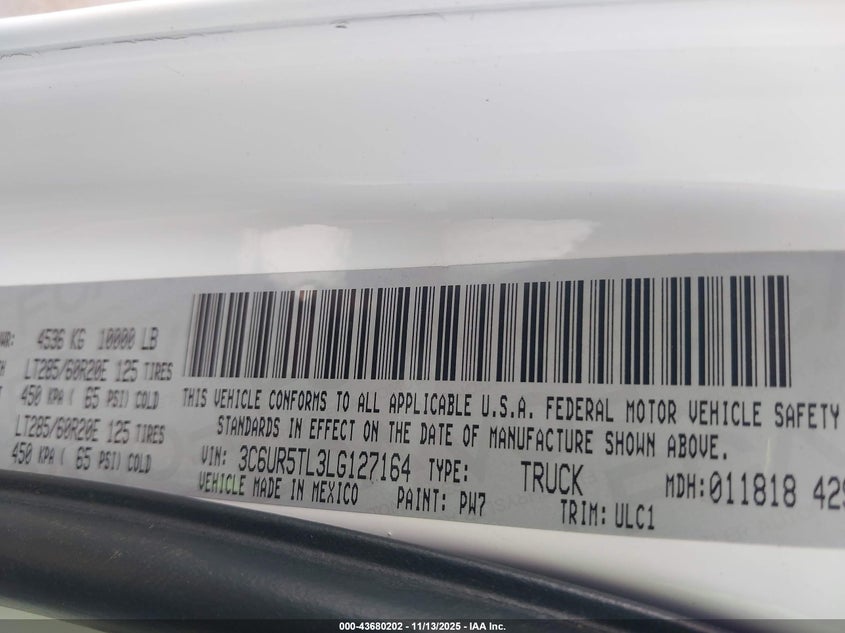 WR: 4536 KG 10000 LB
LT285/60R20E 125 TIRES
450 KPA ( 65 PSI) COLD
LT285/60R20E 125 TIRES
450 KPA ( 65 PSI) COLD
THIS VEHICLE CONFORMS TO ALL APPLICABLE U.S.A. FEDERAL MOTOR VEHICLE SAFETY
STANDARDS IN EFFECT ON THE DATE OF MANUFACTURE SHOWN ABOVE.
VIN: 3C6UR5TL3LG127164 TYPE: TRUCK MDH:011818 429
VEHICLE MADE IN MEXICO PAINT: PW7 TRIM: ULC1
000-43680202 - 11/13/2025 - IAA Inc.